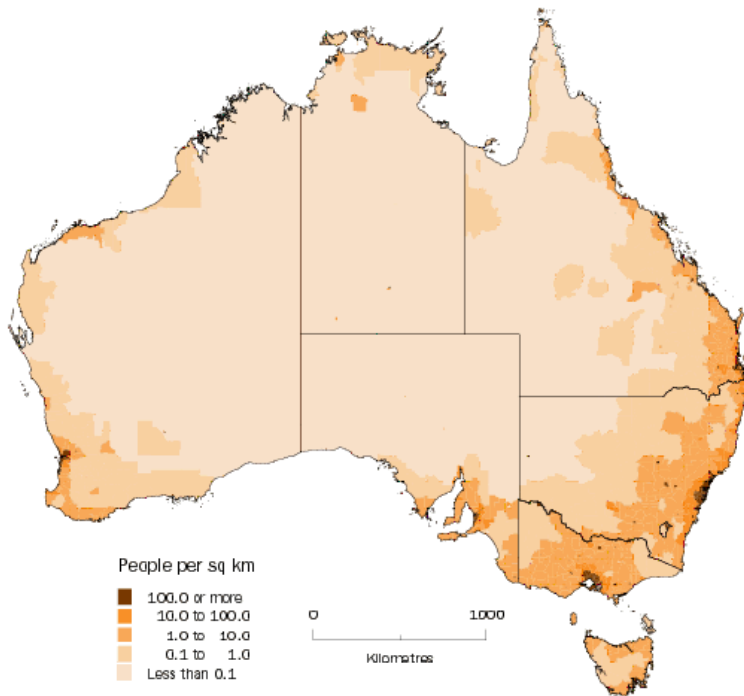 People per sq km
100.0 or more
10.0 to 100.0
1.0 to 10.0
0.1 to 1.0
Less than 0.1
0 1000
Kilometres